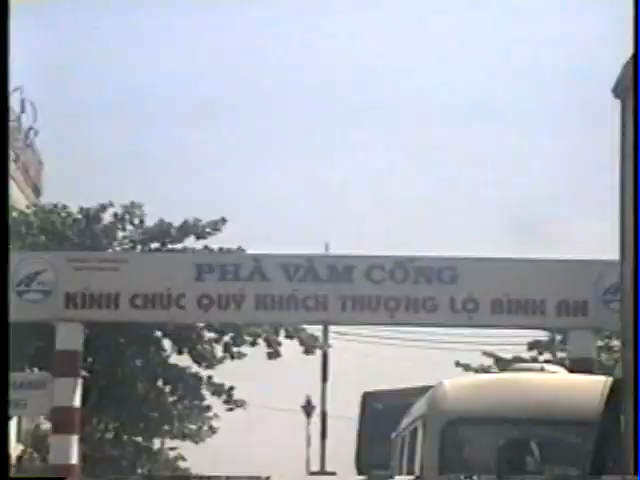 PHÀ VÀM CỐNG
KÍNH CHÚC QUÝ KHÁCH THƯỢNG LỘ BÌNH AN